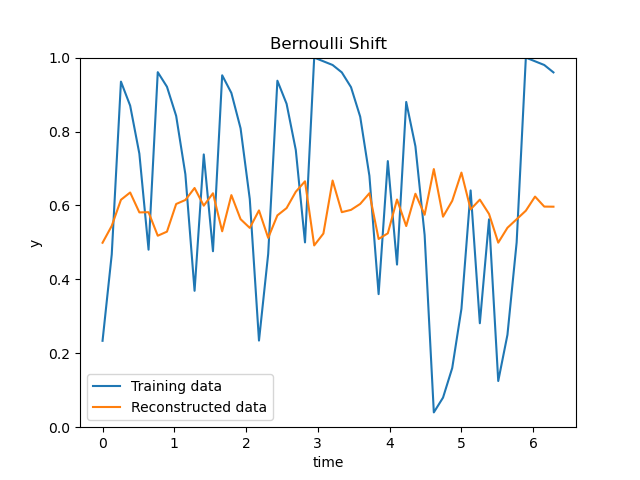 Bernoulli Shift
1.0
0.8
0.6
0.4
0.2
0.0
y
Training data
Reconstructed data
0 1 2 3 4 5 6
time